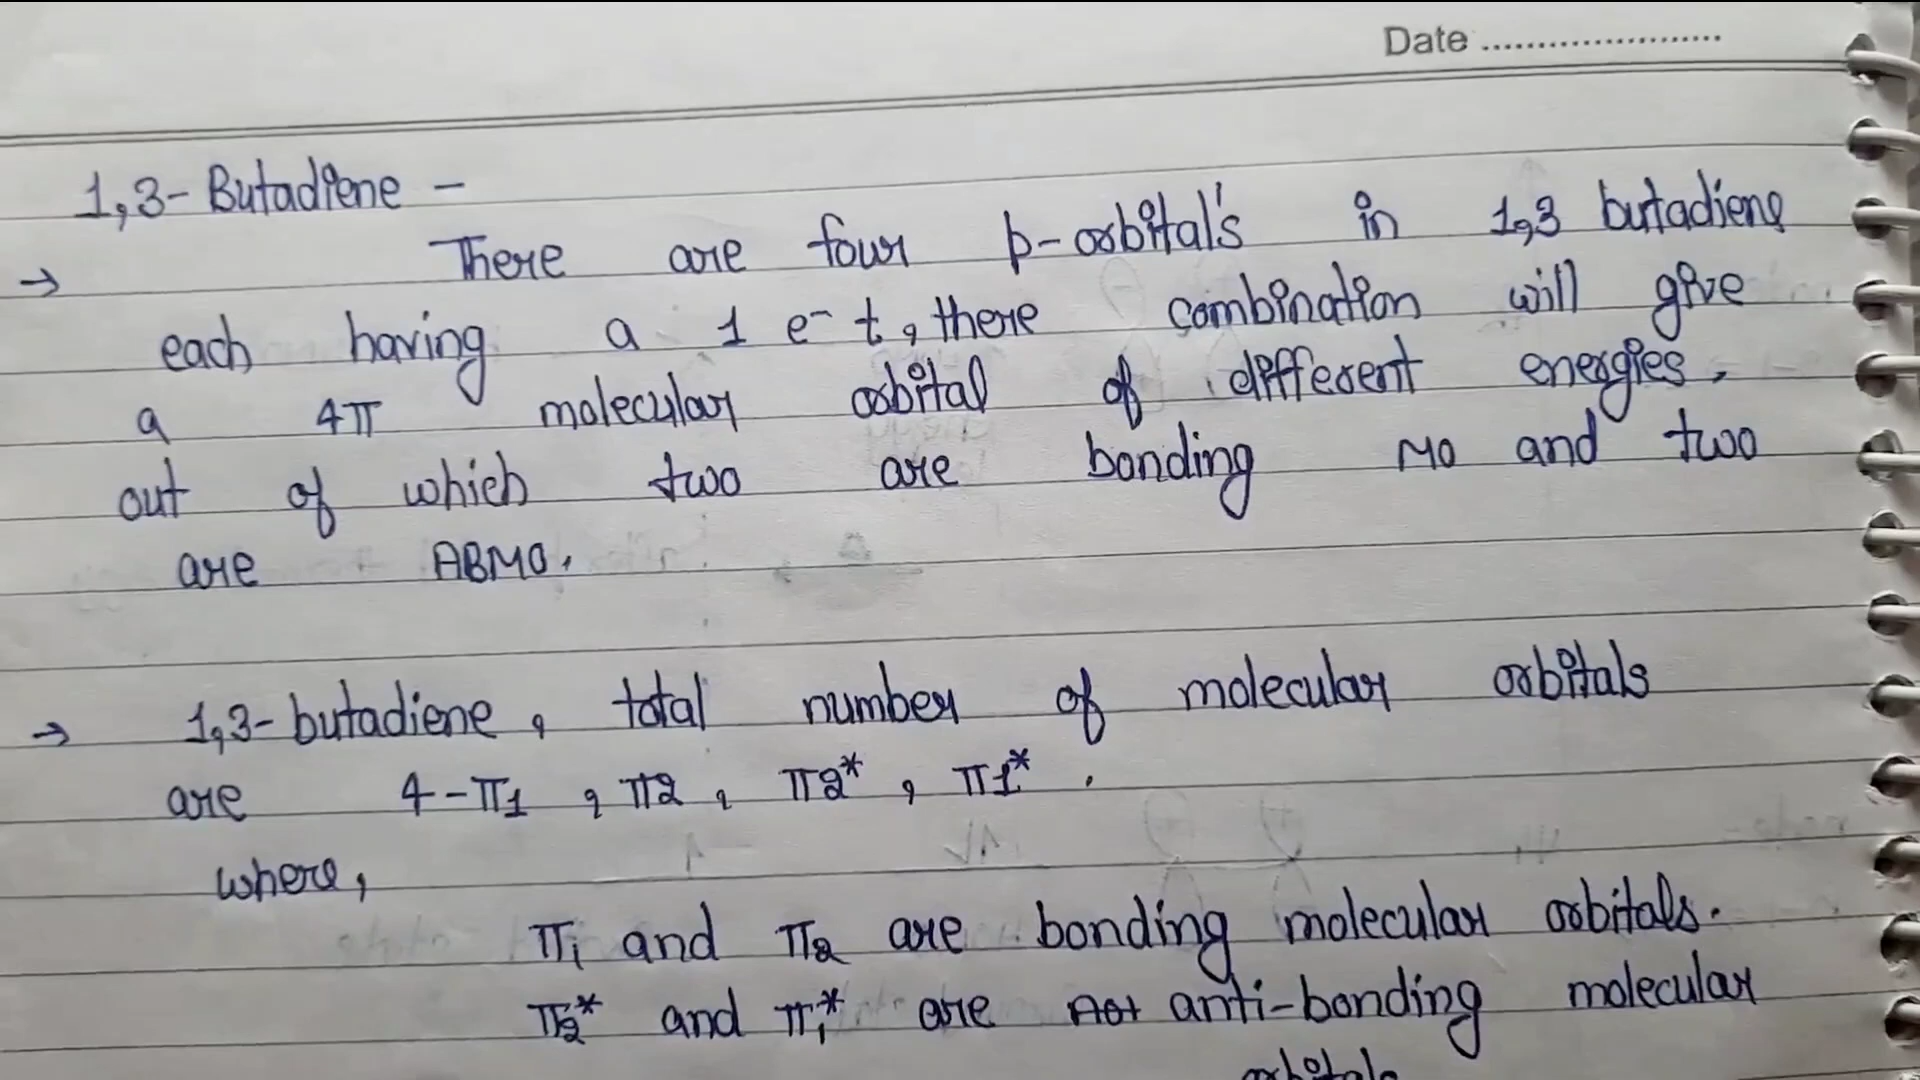 Date ........................
1,3- Butadiene -
→ There are four p-orbital's in 1,3 butadiene
each having a 1 e⁻ t, there combination will give
a 4π molecular orbital of different energies,
out of which two are bonding MO and two
are ABMO.
→ 1,3-butadiene, total number of molecular orbitals
are 4-π1, π2, π2*, π1*.
where,
π₁ and π₂ are bonding molecular orbitals.
π₂* and π₁* are anti-bonding molecular
orbitals